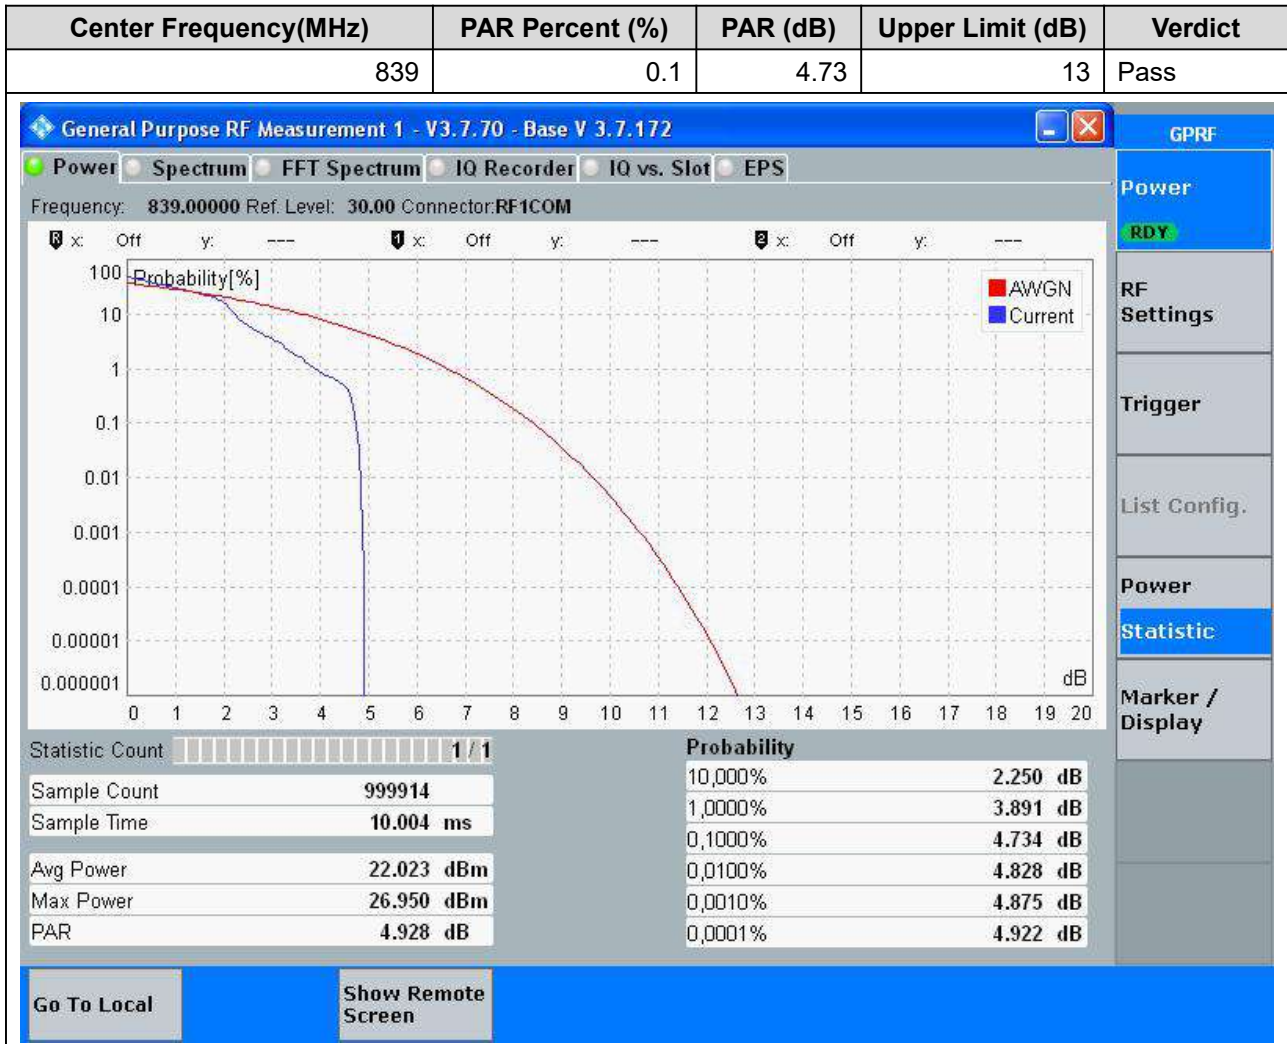 Center Frequency(MHz) PAR Percent (%) PAR (dB) Upper Limit (dB) Verdict
839 0.1 4.73 13 Pass
General Purpose RF Measurement 1 - V3.7.70 - Base V 3.7.172
GPRF
Power Spectrum FFT Spectrum IQ Recorder IQ vs. Slot EPS
Power
RDY
Frequency: 839.00000 Ref. Level: 30.00 Connector:RF1COM
R x: Off y: --- 1 x: Off y: --- 2 x: Off y: ---
Probability[%]
AWGN
Current
100
10
1
0.1
0.01
0.001
0.0001
0.00001
0.000001
dB
0 1 2 3 4 5 6 7 8 9 10 11 12 13 14 15 16 17 18 19 20
RF
Settings
Trigger
List Config.
Power
Statistic
Marker /
Display
Statistic Count 1 / 1
Sample Count 999914
Sample Time 10.004 ms
Avg Power 22.023 dBm
Max Power 26.950 dBm
PAR 4.928 dB
Probability
10,000% 2.250 dB
1,0000% 3.891 dB
0,1000% 4.734 dB
0,0100% 4.828 dB
0,0010% 4.875 dB
0,0001% 4.922 dB
Go To Local
Show Remote
Screen